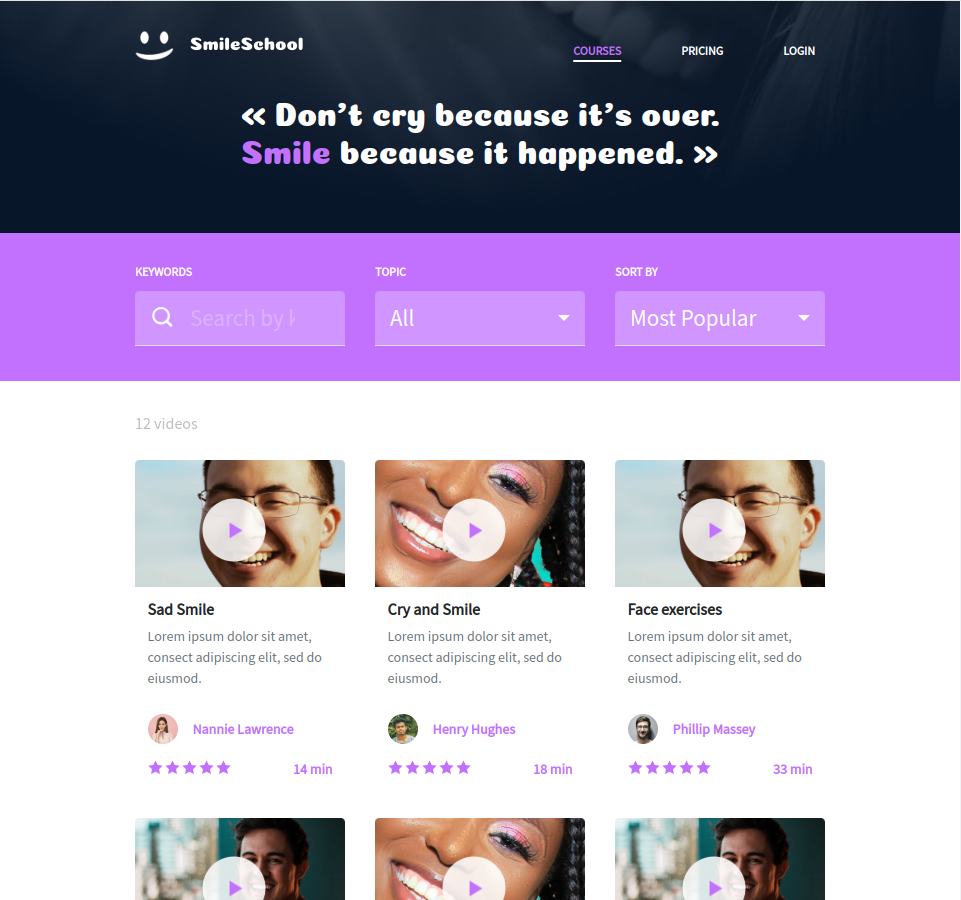 SmileSchool
COURSES PRICING LOGIN
« Don’t cry because it’s over.
Smile because it happened. »
KEYWORDS TOPIC SORT BY
Search by k All Most Popular
12 videos
Sad Smile Cry and Smile Face exercises
Lorem ipsum dolor sit amet, Lorem ipsum dolor sit amet, Lorem ipsum dolor sit amet,
consect adipiscing elit, sed do consect adipiscing elit, sed do consect adipiscing elit, sed do
eiusmod. eiusmod. eiusmod.
Nannie Lawrence Henry Hughes Phillip Massey
14 min 18 min 33 min